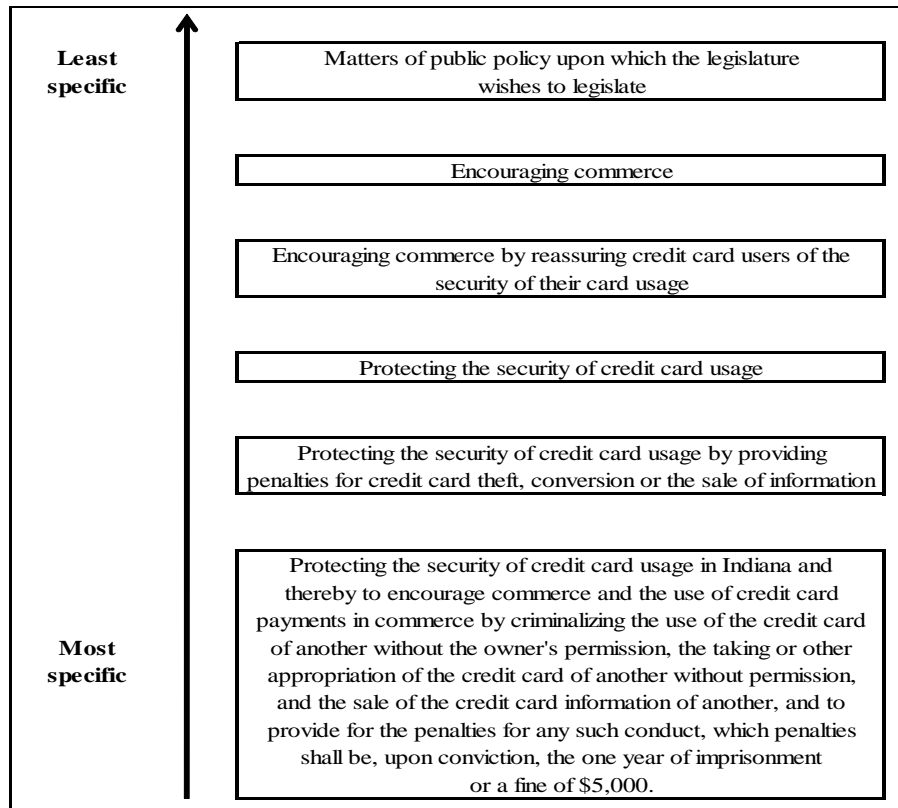 Least
specific
Matters of public policy upon which the legislature
wishes to legislate
Encouraging commerce
Encouraging commerce by reassuring credit card users of the
security of their card usage
Protecting the security of credit card usage
Protecting the security of credit card usage by providing
penalties for credit card theft, conversion or the sale of information
Most
specific
Protecting the security of credit card usage in Indiana and
thereby to encourage commerce and the use of credit card
payments in commerce by criminalizing the use of the credit card
of another without the owner's permission, the taking or other
appropriation of the credit card of another without permission,
and the sale of the credit card information of another, and to
provide for the penalties for any such conduct, which penalties
shall be, upon conviction, the one year of imprisonment
or a fine of $5,000.